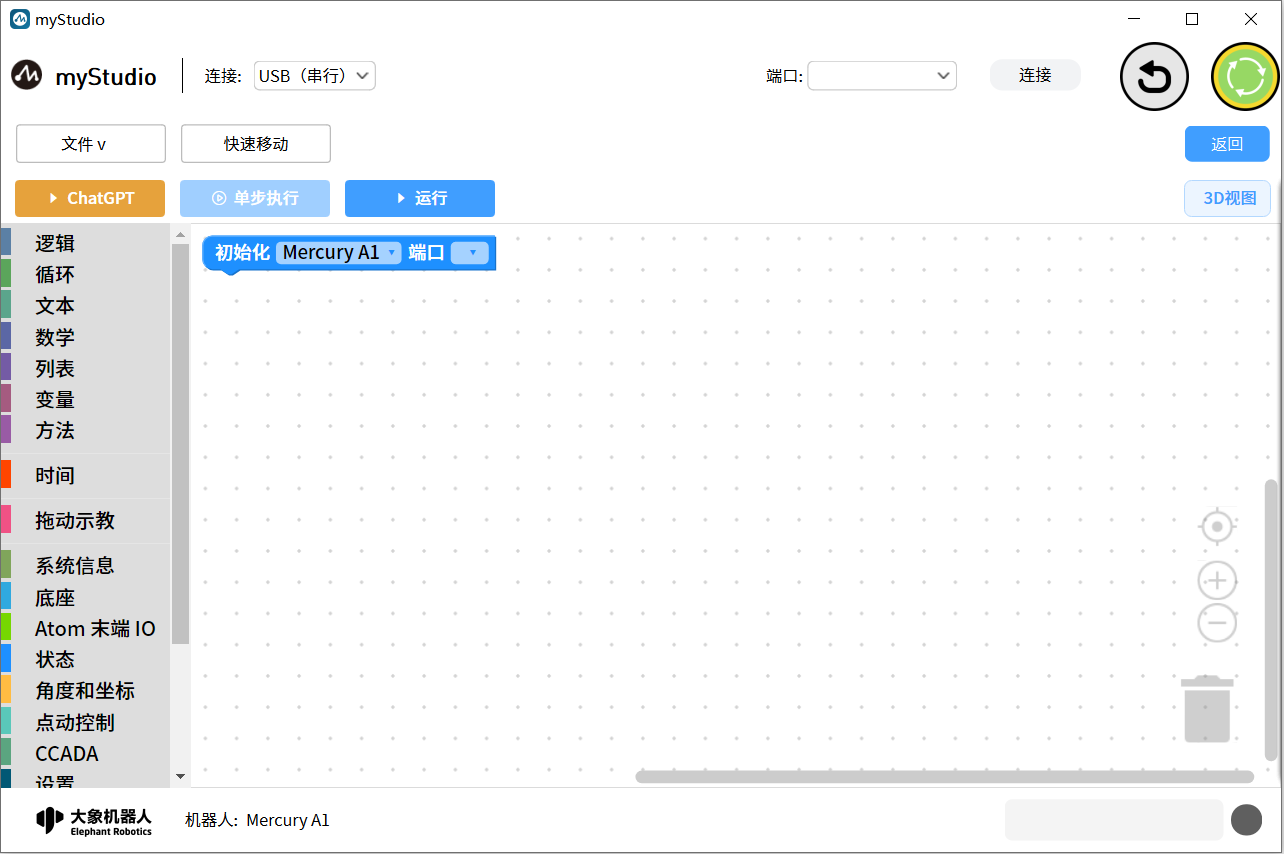 myStudio
myStudio 连接: USB（串行） 端口: 连接
文件 v 快速移动 返回
ChatGPT 单步执行 运行 3D视图
初始化 Mercury A1 端口
逻辑
循环
文本
数学
列表
变量
方法
时间
拖动示教
系统信息
底座
Atom 末端 IO
状态
角度和坐标
点动控制
CCADA
设置
大象机器人
Elephant Robotics
机器人: Mercury A1